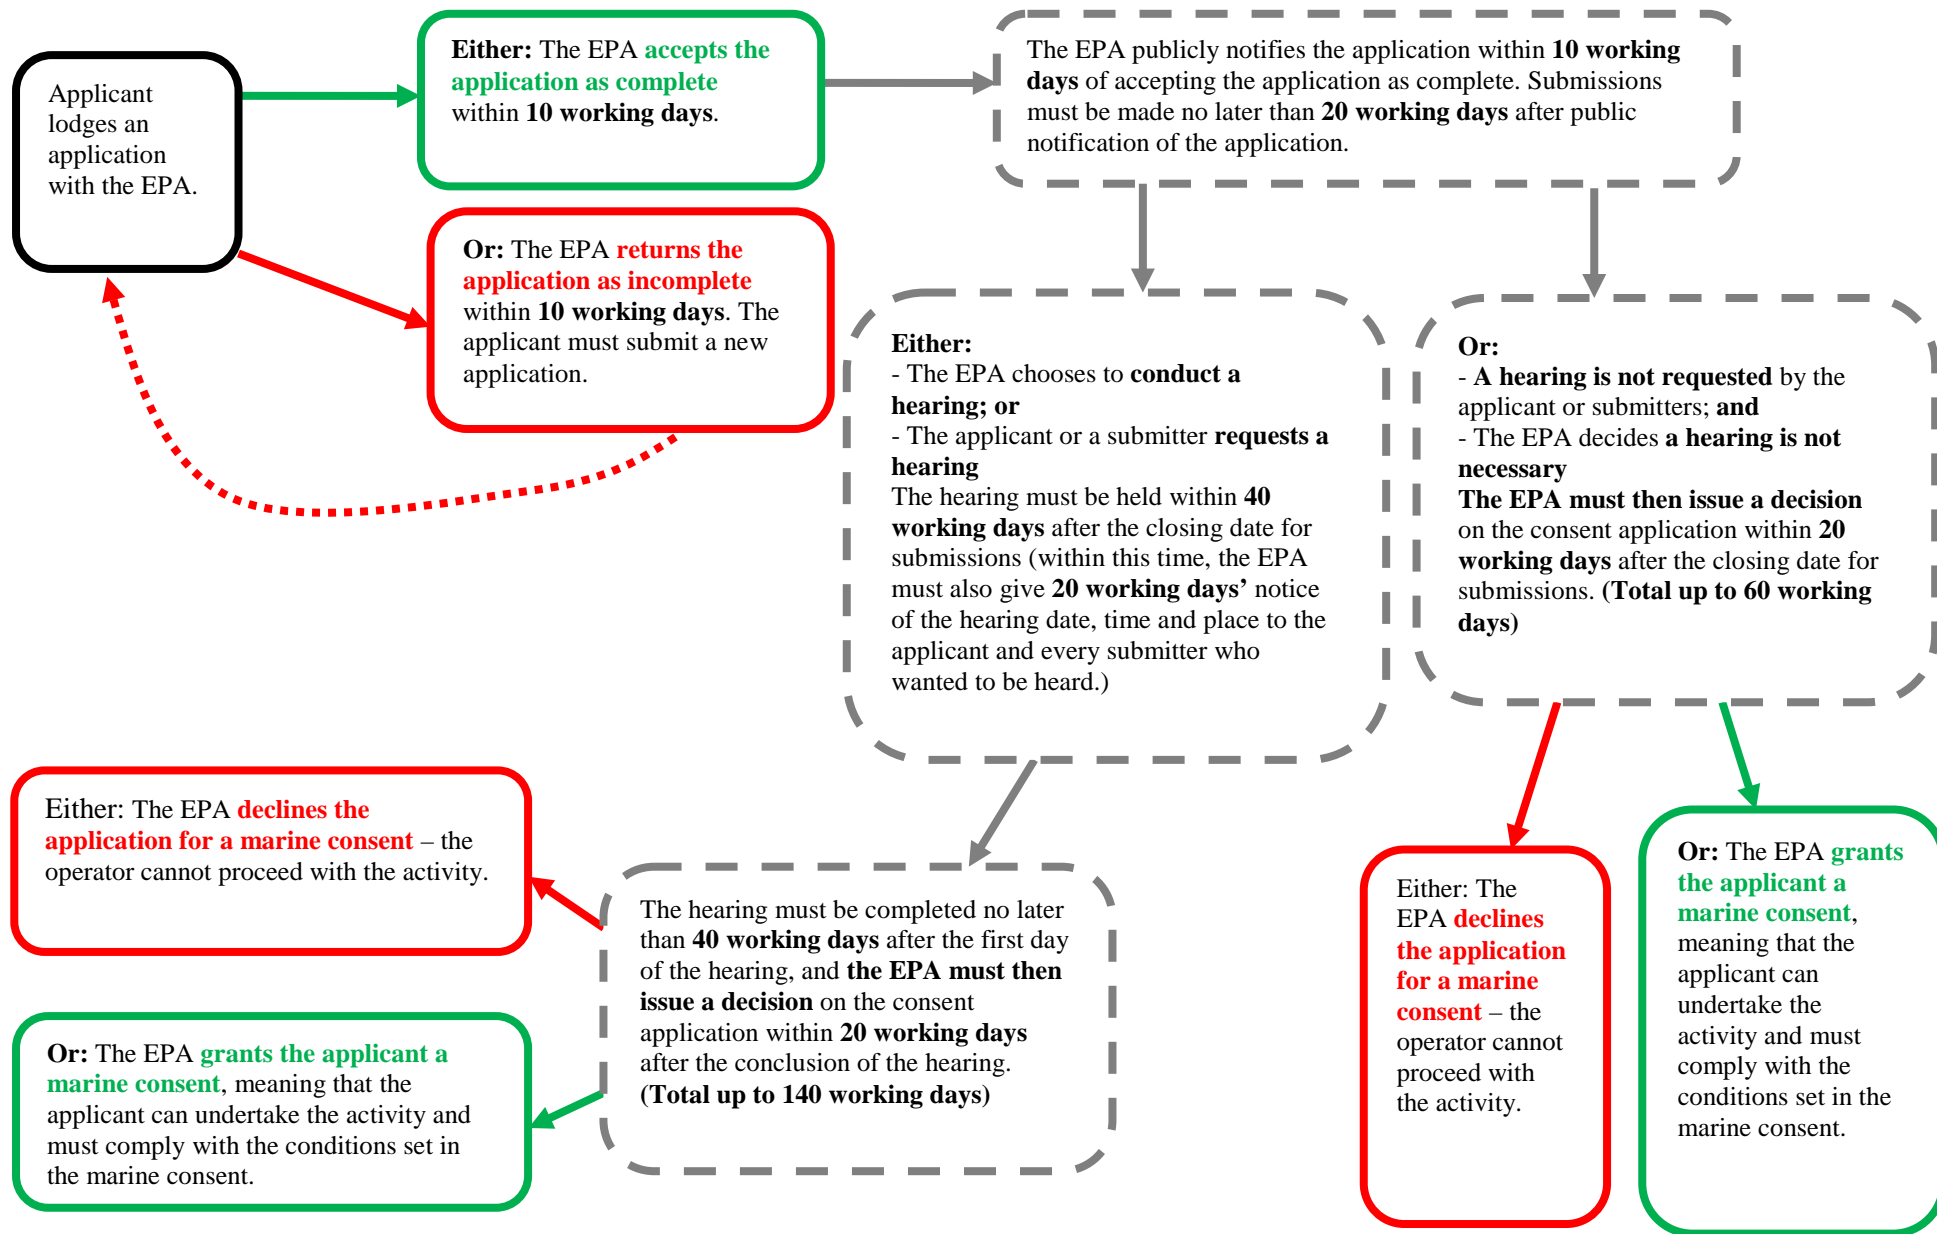 Applicant
lodges an
application
with the EPA.
Either: The EPA accepts the
application as complete
within 10 working days.
The EPA publicly notifies the application within 10 working
days of accepting the application as complete. Submissions
must be made no later than 20 working days after public
notification of the application.
Or: The EPA returns the
application as incomplete
within 10 working days. The
applicant must submit a new
application.
Either:
- The EPA chooses to conduct a
hearing; or
- The applicant or a submitter requests a
hearing
The hearing must be held within 40
working days after the closing date for
submissions (within this time, the EPA
must also give 20 working days’ notice
of the hearing date, time and place to the
applicant and every submitter who
wanted to be heard.)
Or:
- A hearing is not requested by the
applicant or submitters; and
- The EPA decides a hearing is not
necessary
The EPA must then issue a decision
on the consent application within 20
working days after the closing date for
submissions. (Total up to 60 working
days)
Either: The EPA declines the
application for a marine consent – the
operator cannot proceed with the activity.
Or: The EPA grants the applicant a
marine consent, meaning that the
applicant can undertake the activity and
must comply with the conditions set in
the marine consent.
The hearing must be completed no later
than 40 working days after the first day
of the hearing, and the EPA must then
issue a decision on the consent
application within 20 working days
after the conclusion of the hearing.
(Total up to 140 working days)
Either: The
EPA declines
the application
for a marine
consent – the
operator cannot
proceed with
the activity.
Or: The EPA grants
the applicant a
marine consent,
meaning that the
applicant can
undertake the
activity and must
comply with the
conditions set in the
marine consent.